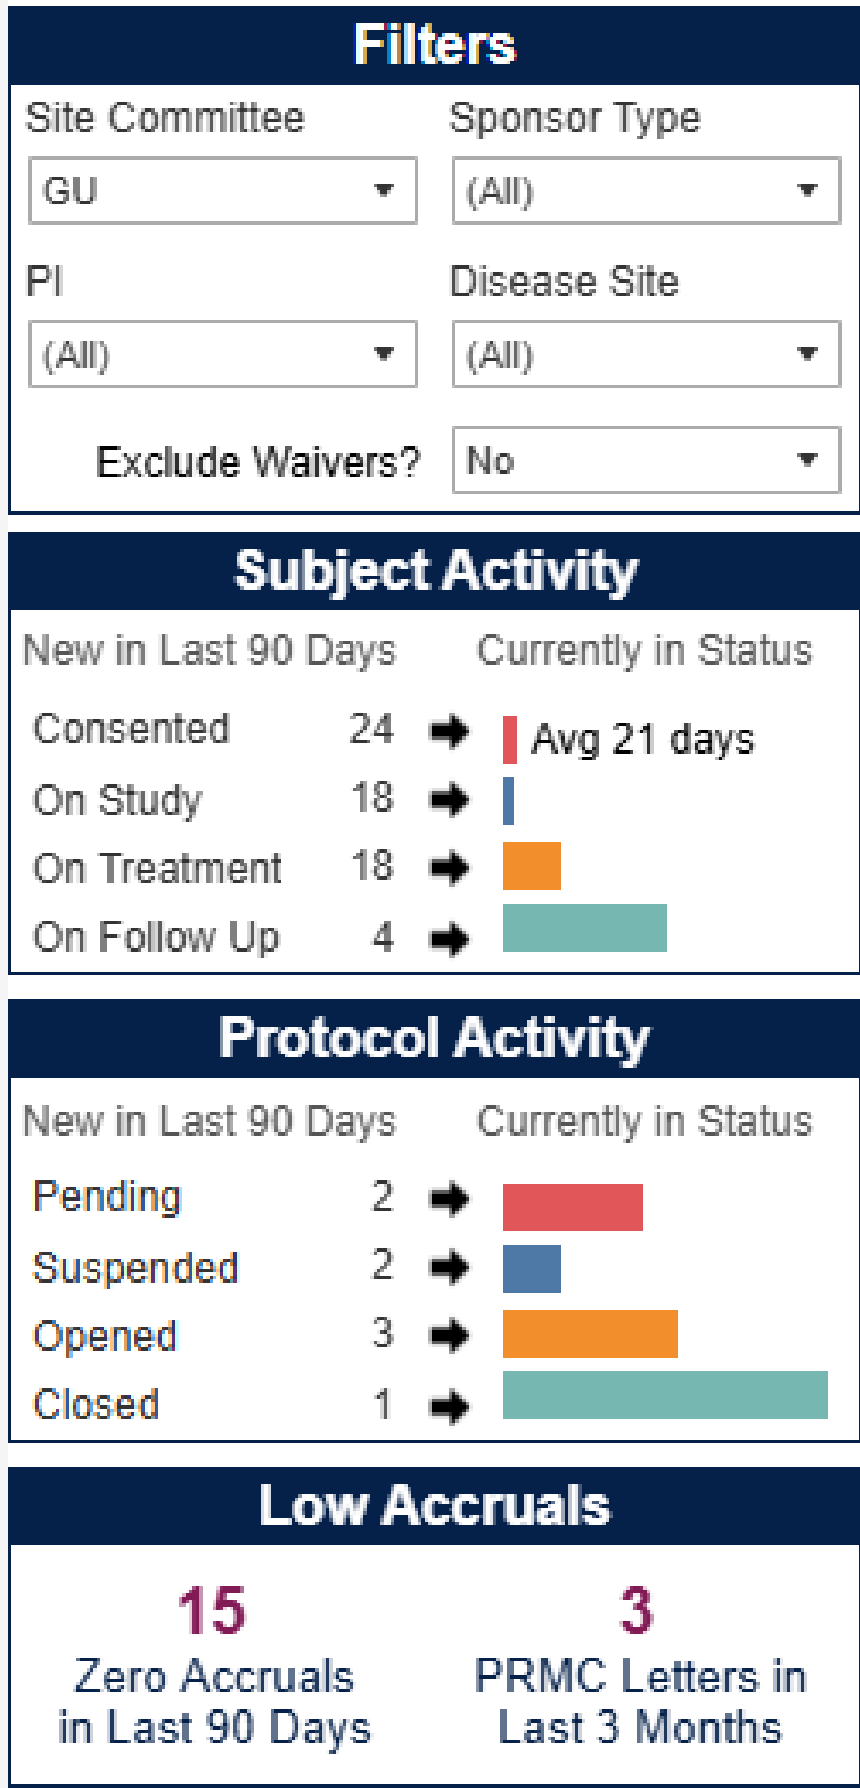 Filters
Site Committee Sponsor Type
GU (All)
PI Disease Site
(All) (All)
Exclude Waivers? No
Subject Activity
New in Last 90 Days Currently in Status
Consented 24 Avg 21 days
On Study 18
On Treatment 18
On Follow Up 4
Protocol Activity
New in Last 90 Days Currently in Status
Pending 2
Suspended 2
Opened 3
Closed 1
Low Accruals
15 3
Zero Accruals PRMC Letters in
in Last 90 Days Last 3 Months